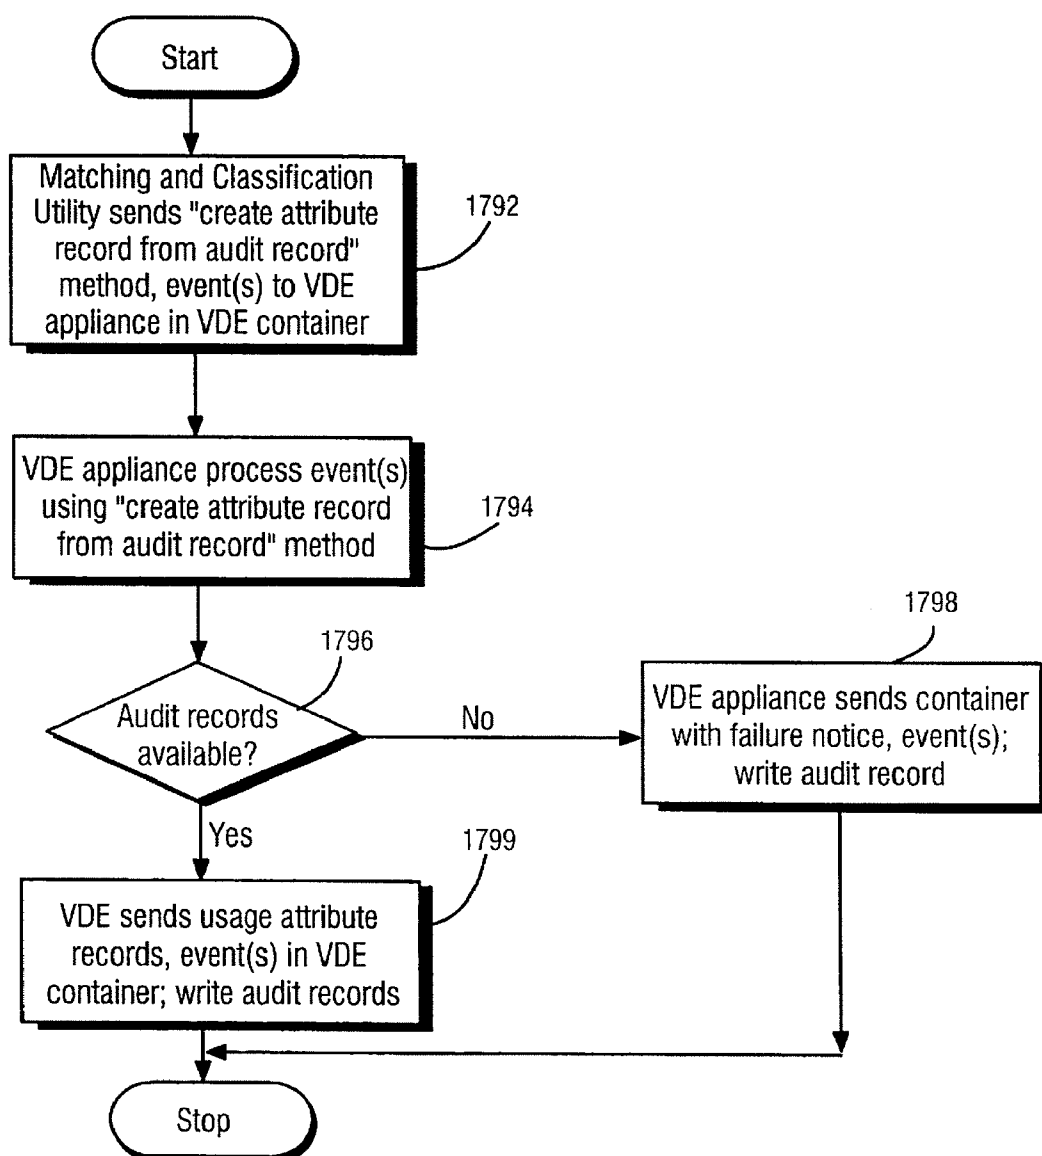 Start
Matching and Classification
Utility sends "create attribute
record from audit record"
method, event(s) to VDE
appliance in VDE container
1792
VDE appliance process event(s)
using "create attribute record
from audit record" method
1794
1796
Audit records
available?
No
1798
VDE appliance sends container
with failure notice, event(s);
write audit record
Yes
1799
VDE sends usage attribute
records, event(s) in VDE
container; write audit records
Stop